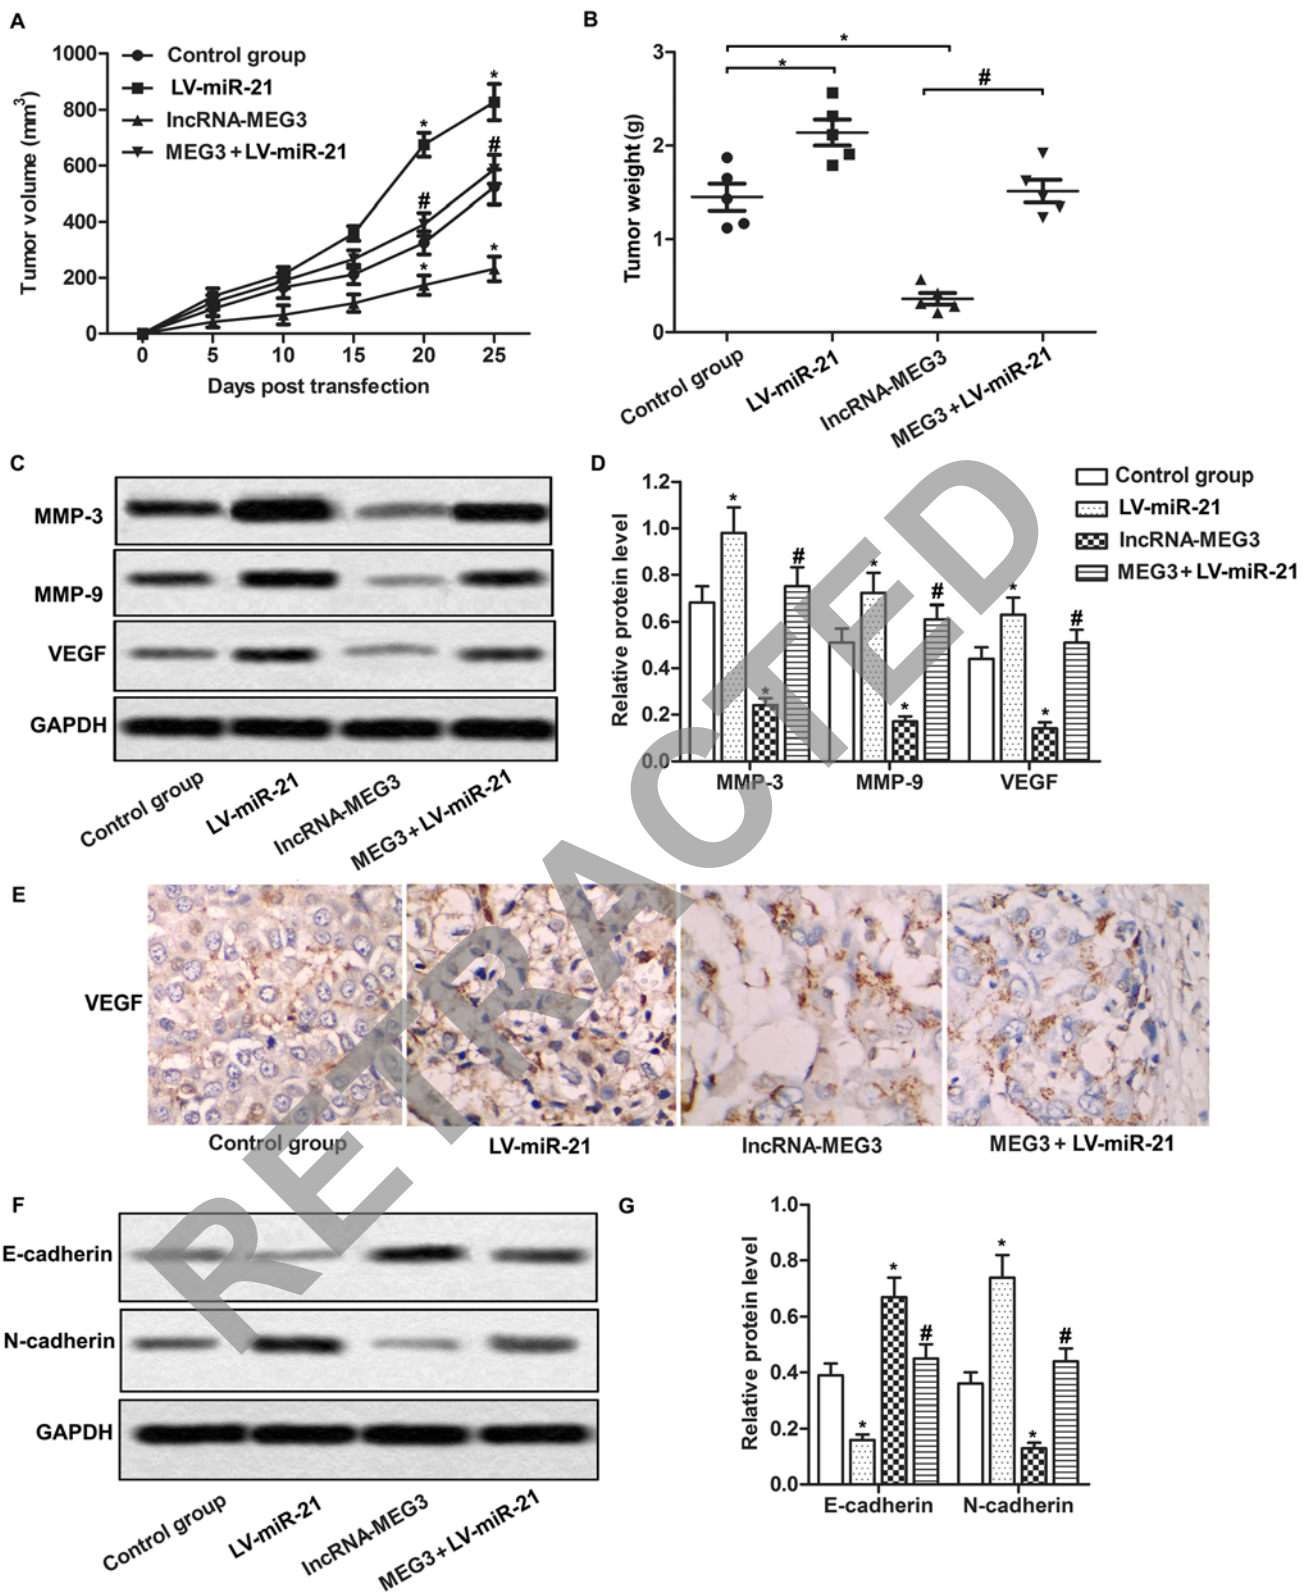 A
1000
800
600
400
200
0
Tumor volume (mm³)
Control group
LV-miR-21
lncRNA-MEG3
MEG3 + LV-miR-21
*
*
#
#
*
*
0 5 10 15 20 25
Days post transfection
B
3
2
1
0
Tumor weight (g)
*
*
#
Control group
LV-miR-21
lncRNA-MEG3
MEG3 + LV-miR-21
C
MMP-3
MMP-9
VEGF
GAPDH
Control group
LV-miR-21
lncRNA-MEG3
MEG3 + LV-miR-21
D
1.2
1.0
0.8
0.6
0.4
0.2
0.0
Relative protein level
* * # * * # * * #
MMP-3 MMP-9 VEGF
Control group
LV-miR-21
lncRNA-MEG3
MEG3 + LV-miR-21
E
VEGF
Control group LV-miR-21 lncRNA-MEG3 MEG3 + LV-miR-21
F
E-cadherin
N-cadherin
GAPDH
Control group
LV-miR-21
lncRNA-MEG3
MEG3 + LV-miR-21
G
1.0
0.8
0.6
0.4
0.2
0.0
Relative protein level
* * # * * #
E-cadherin N-cadherin
RETRACTED